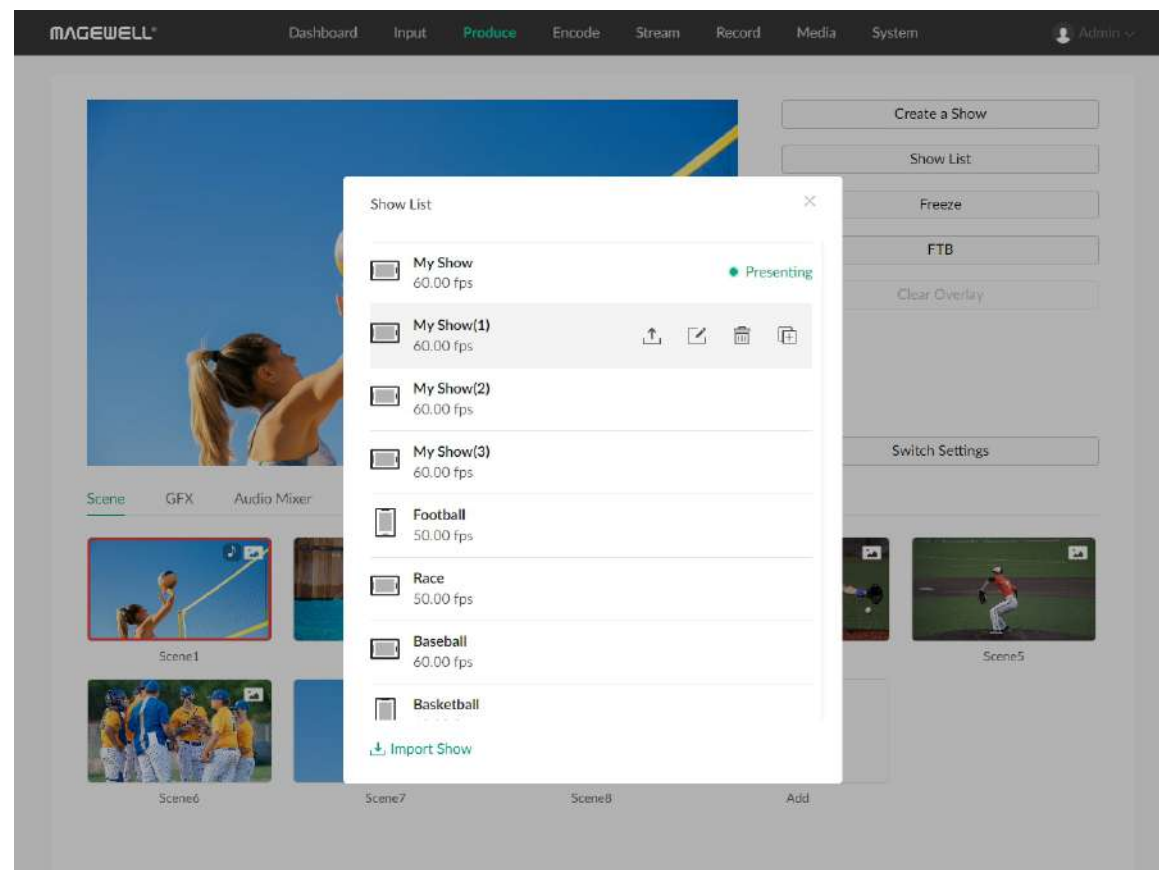 MAGEWELL®
Dashboard Input Produce Encode Stream Record Media System Admin
Create a Show
Show List
Freeze
FTB
Clear Overlay
Switch Settings
Show List
My Show
60.00 fps
Presenting
My Show(1)
60.00 fps
My Show(2)
60.00 fps
My Show(3)
60.00 fps
Football
50.00 fps
Race
50.00 fps
Baseball
60.00 fps
Basketball
Import Show
Scene GFX Audio Mixer
Scene1 Scene5
Scene6 Scene7 Scene8 Add